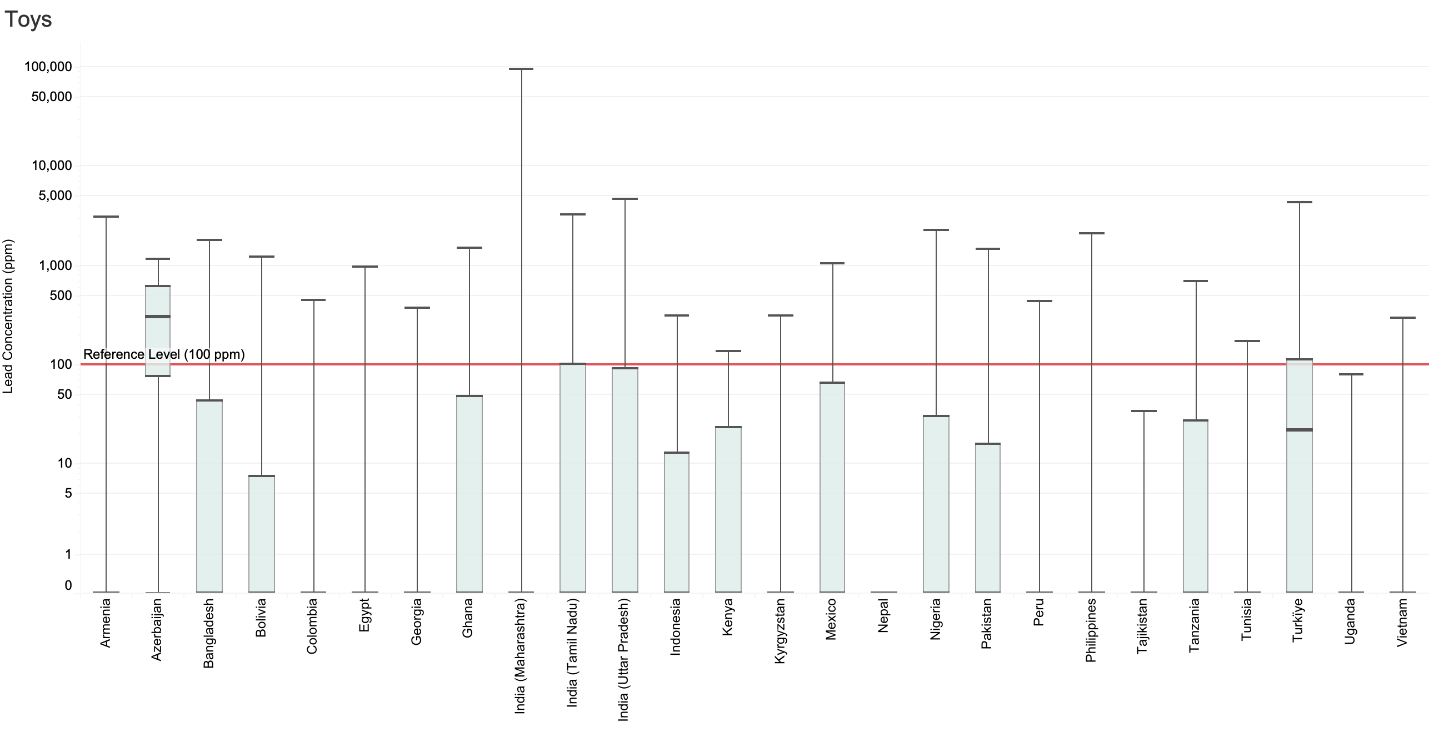 Toys
Lead Concentration (ppm)
100,000
50,000
10,000
5,000
1,000
500
100
50
10
5
1
0
Reference Level (100 ppm)
Armenia
Azerbaijan
Bangladesh
Bolivia
Colombia
Egypt
Georgia
Ghana
India (Maharashtra)
India (Tamil Nadu)
India (Uttar Pradesh)
Indonesia
Kenya
Kyrgyzstan
Mexico
Nepal
Nigeria
Pakistan
Peru
Philippines
Tajikistan
Tanzania
Tunisia
Turkïye
Uganda
Vietnam